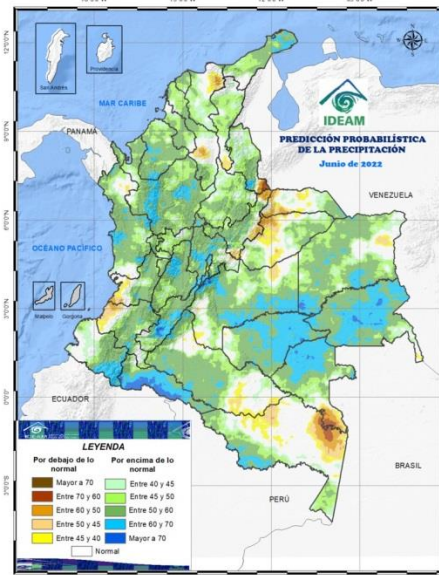 San Andrés
Providencia
MAR CARIBE
PANAMÁ
IDEAM
PREDICCIÓN PROBABILÍSTICA
DE LA PRECIPITACIÓN
Junio de 2022
VENEZUELA
OCÉANO PACÍFICO
Malpelo
Gorgona
ECUADOR
BRASIL
PERÚ
LEYENDA
Por debajo de lo normal
Mayor a 70
Entre 70 y 60
Entre 60 y 50
Entre 50 y 45
Entre 45 y 40
Por encima de lo normal
Entre 40 y 45
Entre 45 y 50
Entre 50 y 60
Entre 60 y 70
Mayor a 70
Normal